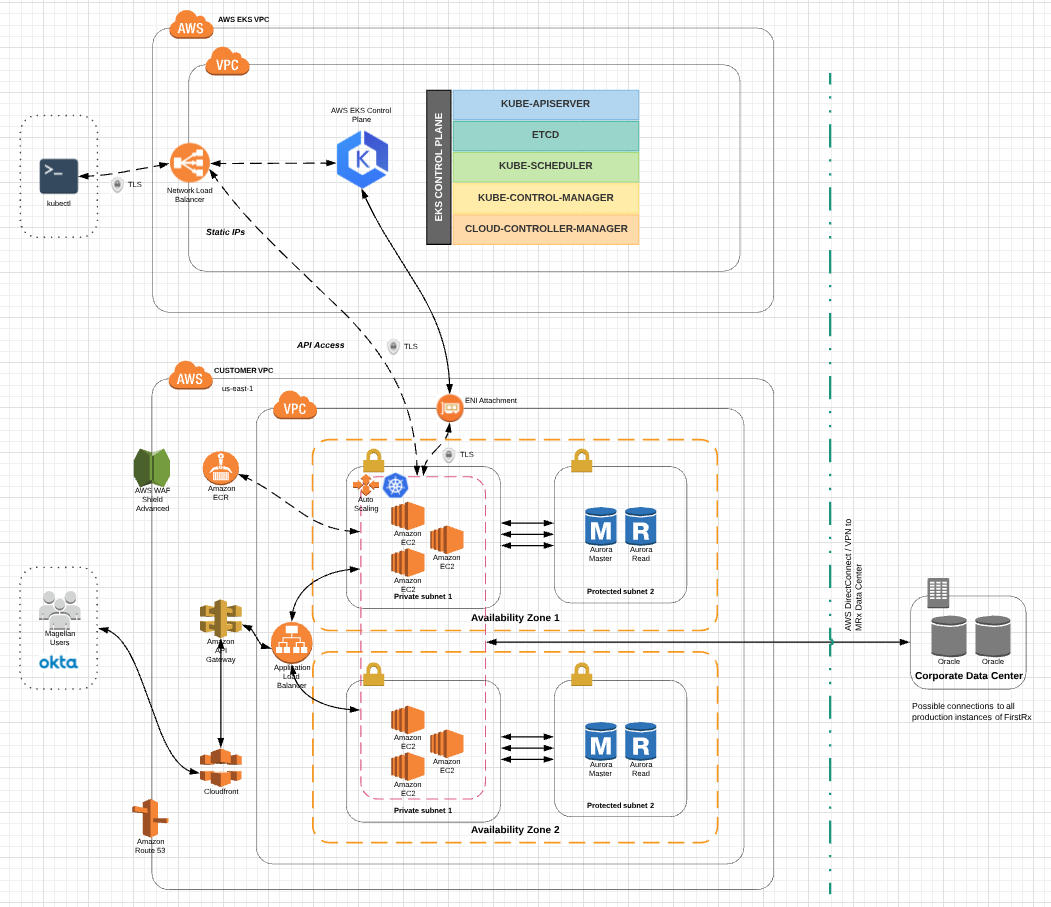 AWS
AWS EKS VPC
VPC
AWS EKS Control
Plane
EKS CONTROL PLANE
KUBE-APISERVER
ETCD
KUBE-SCHEDULER
KUBE-CONTROL-MANAGER
CLOUD-CONTROLLER-MANAGER
K
>_
kubectl
TLS
Network Load
Balancer
Static IPs
API Access
TLS
AWS
CUSTOMER VPC
us-east-1
VPC
ENI Attachment
TLS
AWS WAF
Shield
Advanced
Amazon
ECR
Auto
Scaling
Amazon
EC2
Amazon
EC2
Amazon
EC2
Private subnet 1
M
R
Aurora
Master
Aurora
Read
Protected subnet 2
Availability Zone 1
Magellan
Users
okta
Amazon
API
Gateway
Application
Load
Balancer
Amazon
EC2
Amazon
EC2
Amazon
EC2
Private subnet 1
M
R
Aurora
Master
Aurora
Read
Protected subnet 2
Availability Zone 2
Cloudfront
Amazon
Route 53
AWS DirectConnect / VPN to
MRx Data Center
Oracle
Oracle
Corporate Data Center
Possible connections to all
production instances of FirstRx